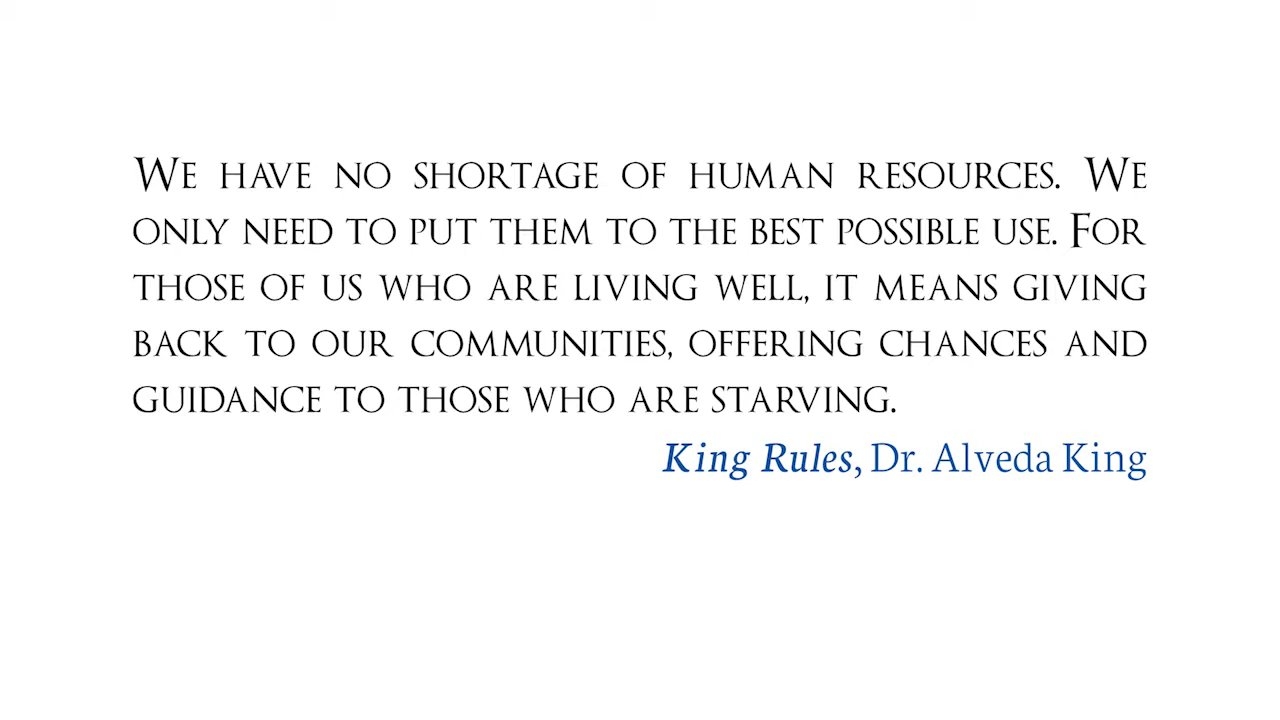 We have no shortage of human resources. We
only need to put them to the best possible use. For
those of us who are living well, it means giving
back to our communities, offering chances and
guidance to those who are starving.
King Rules, Dr. Alveda King